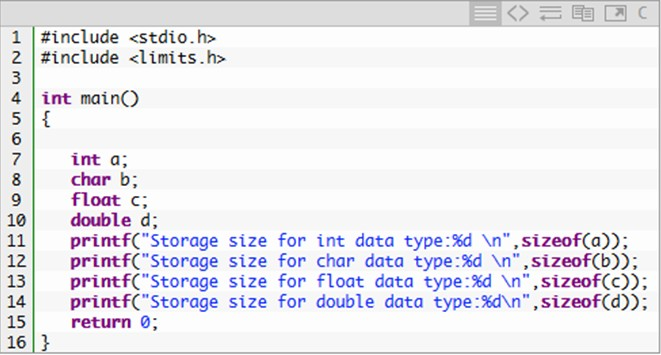 C
1 #include <stdio.h>
2 #include <limits.h>
3
4 int main()
5 {
6
7 int a;
8 char b;
9 float c;
10 double d;
11 printf("Storage size for int data type:%d \n",sizeof(a));
12 printf("Storage size for char data type:%d \n",sizeof(b));
13 printf("Storage size for float data type:%d \n",sizeof(c));
14 printf("Storage size for double data type:%d\n",sizeof(d));
15 return 0;
16 }